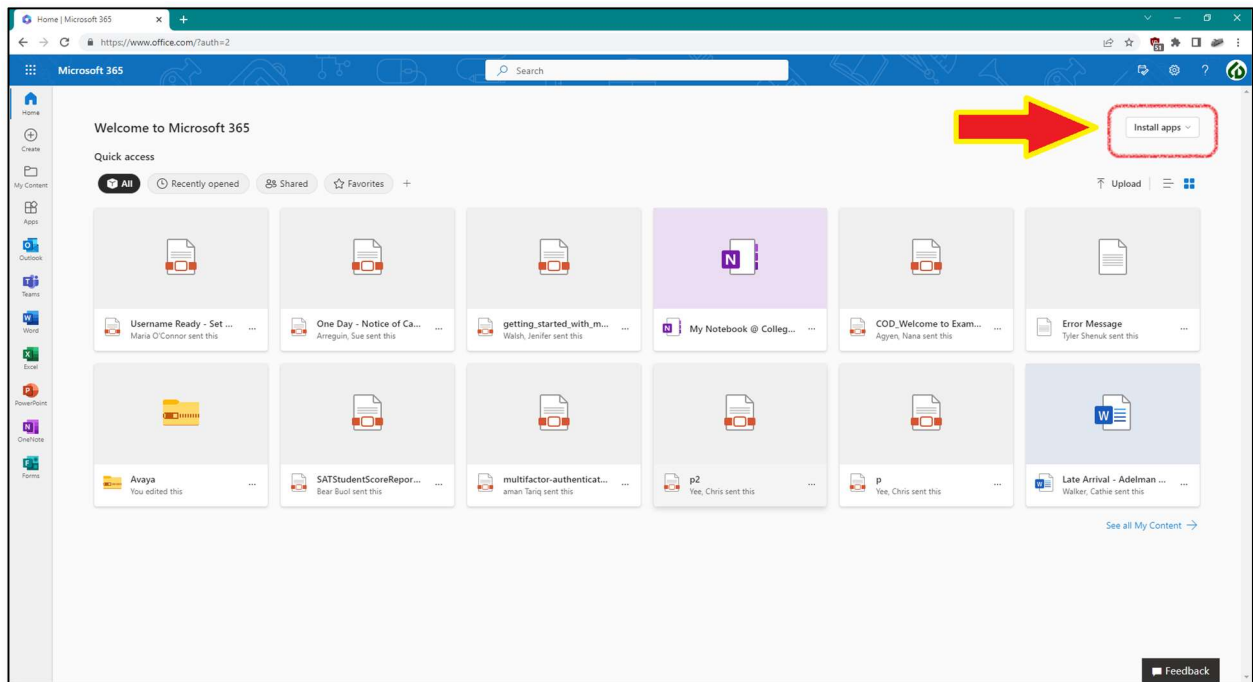 Home | Microsoft 365
https://www.office.com/?auth=2
51
Microsoft 365
Search
?
Home
Create
My Content
Apps
Outlook
Teams
Word
Excel
PowerPoint
OneNote
Forms
Welcome to Microsoft 365
Install apps
Quick access
All
Recently opened
Shared
Favorites
Upload
Username Ready - Set ...
Maria O'Connor sent this
One Day - Notice of Ca...
Arreguin, Sue sent this
getting_started_with_m...
Walsh, Jenifer sent this
My Notebook @ Colleg...
COD_Welcome to Exam...
Agyen, Nana sent this
Error Message
Tyler Shenuk sent this
Avaya
You edited this
SATStudentScoreRepor...
Bear Buol sent this
multifactor-authenticat...
aman Tariq sent this
p2
Yee, Chris sent this
p
Yee, Chris sent this
Late Arrival - Adelman ...
Walker, Cathie sent this
See all My Content
Feedback